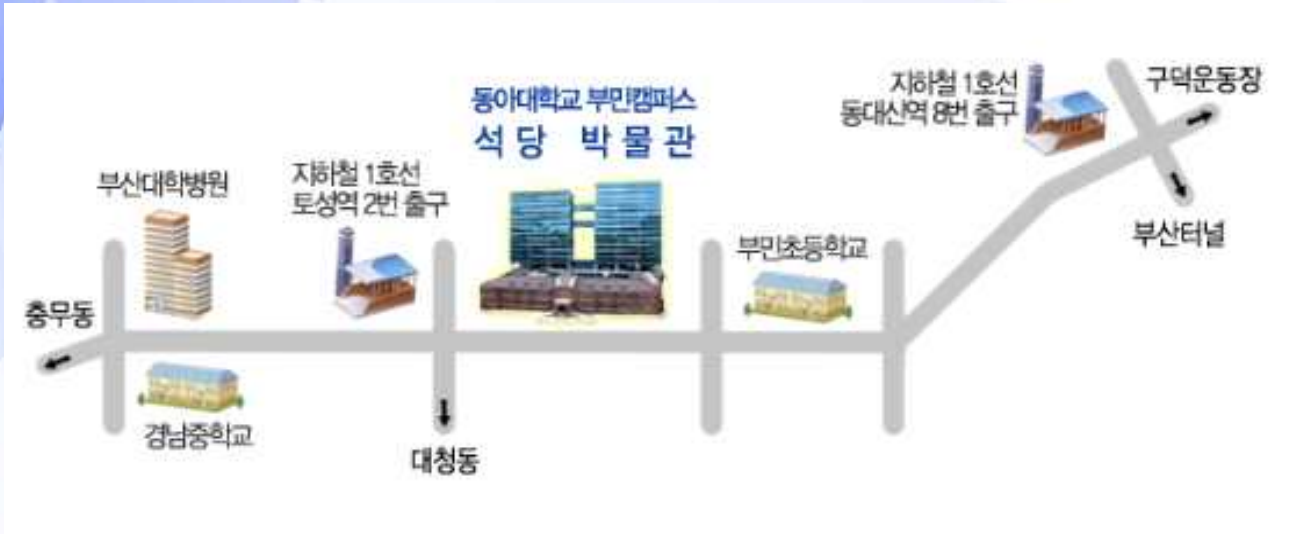 지하철 1호선
동대신역 8번 출구
구덕운동장
동아대학교 부민캠퍼스
석당 박물관
부산대학병원
지하철 1호선
토성역 2번 출구
부민초등학교
부산터널
충무동
경남중학교
대청동